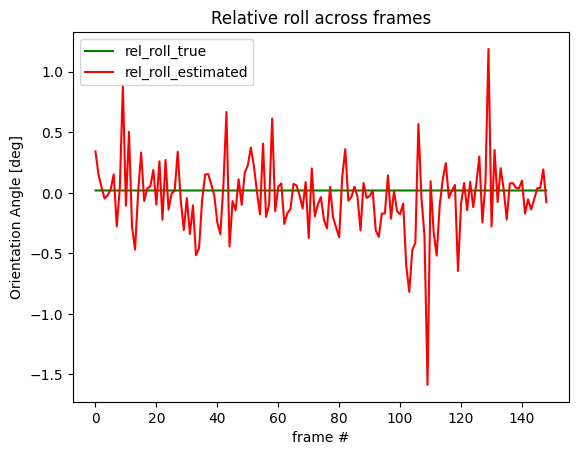 Relative roll across frames
rel_roll_true
rel_roll_estimated
Orientation Angle [deg]
1.0
0.5
0.0
−0.5
−1.0
−1.5
0 20 40 60 80 100 120 140
frame #